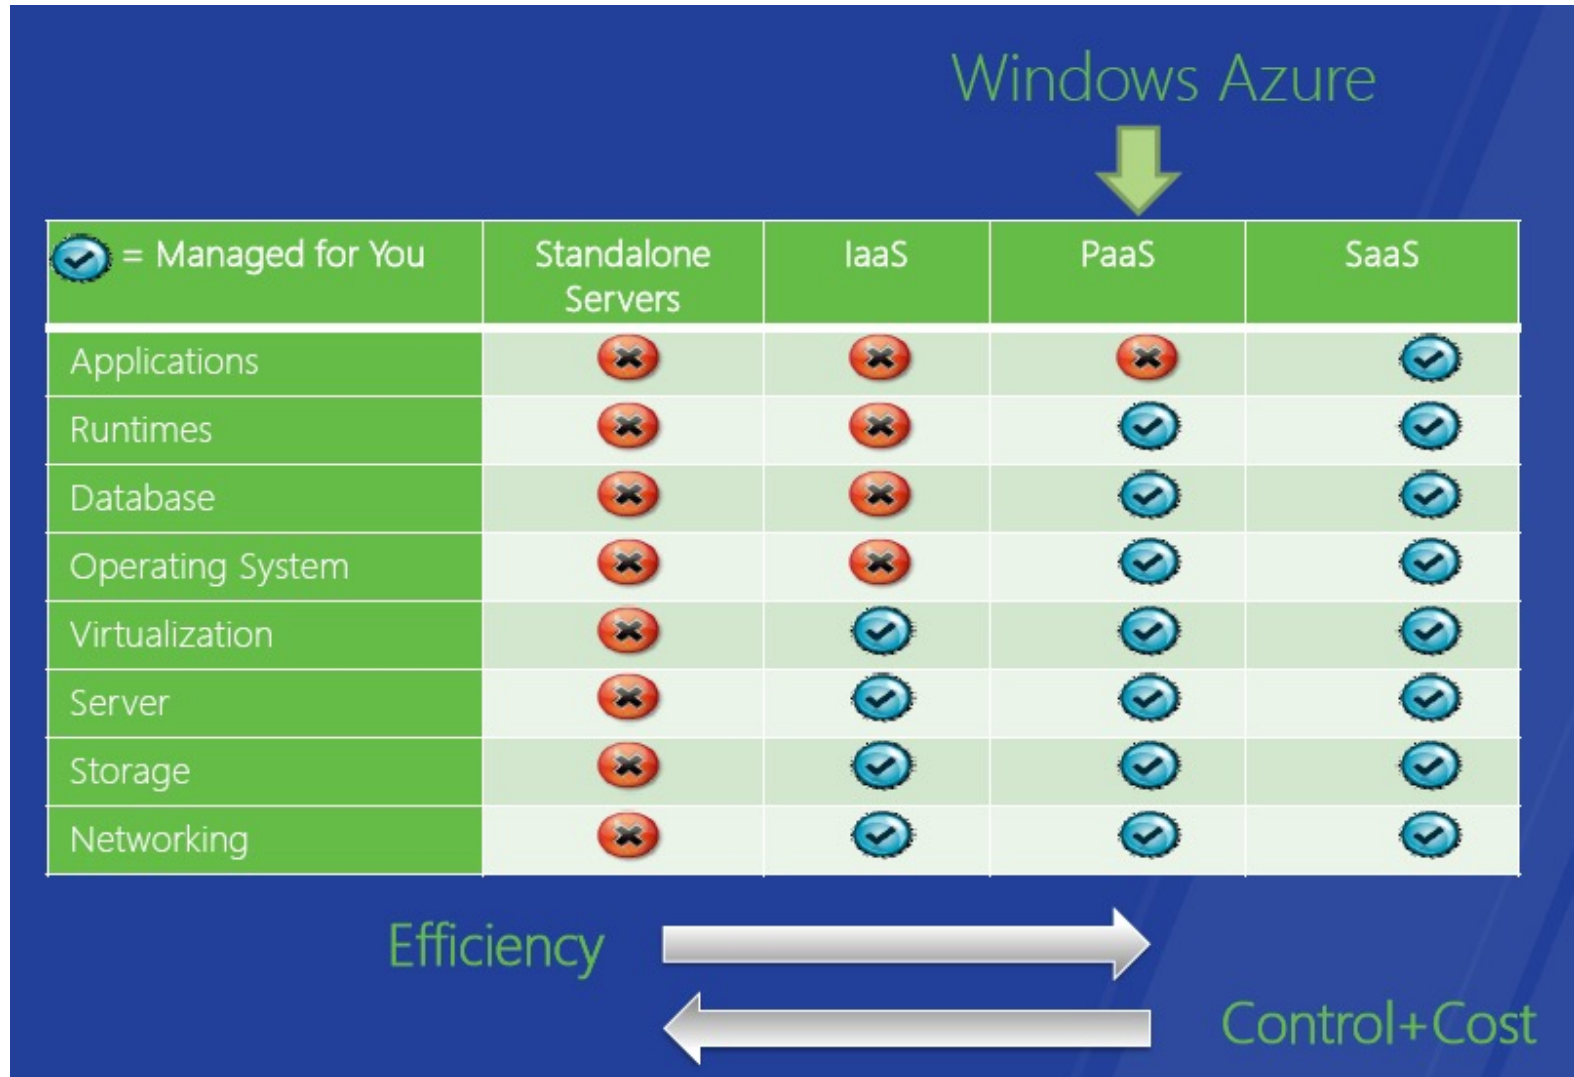 Windows Azure
= Managed for You
Standalone
Servers
IaaS
PaaS
SaaS
Applications
Runtimes
Database
Operating System
Virtualization
Server
Storage
Networking
Efficiency
Control+Cost